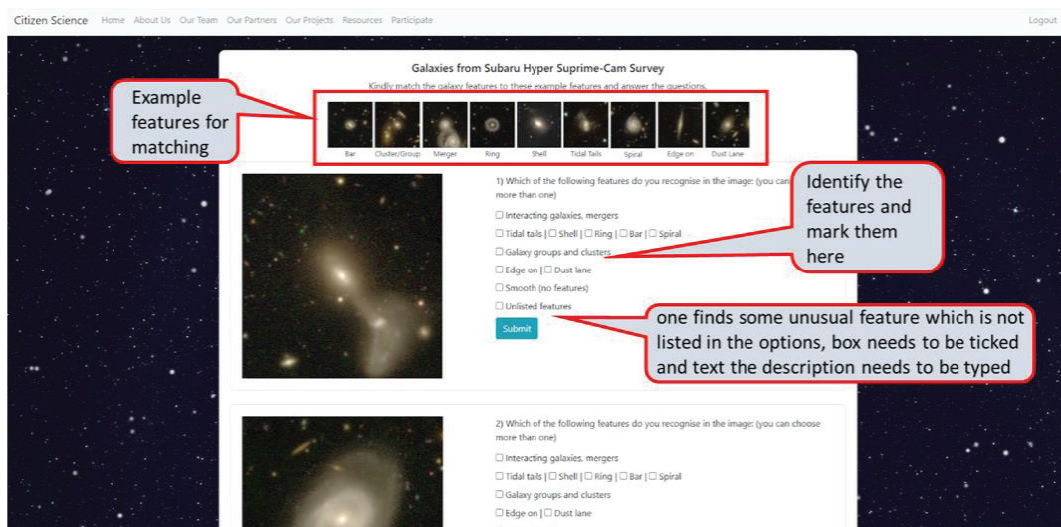 Citizen Science Home About Us Our Team Our Partners Our Projects Resources Participate Logout
Galaxies from Subaru Hyper Suprime-Cam Survey
Kindly match the galaxy features to these example features and answer the questions.
Example
features for
matching
Bar Cluster/Group Merger Ring Shell Tidal Tails Spiral Edge on Dust Lane
1) Which of the following features do you recognise in the image: (you can
more than one)
Interacting galaxies, mergers
Tidal tails | Shell | Ring | Bar | Spiral
Galaxy groups and clusters
Edge on | Dust lane
Smooth (no features)
Unlisted features
Submit
Identify the
features and
mark them
here
one finds some unusual feature which is not
listed in the options, box needs to be ticked
and text the description needs to be typed
2) Which of the following features do you recognise in the image: (you can choose
more than one)
Interacting galaxies, mergers
Tidal tails | Shell | Ring | Bar | Spiral
Galaxy groups and clusters
Edge on | Dust lane